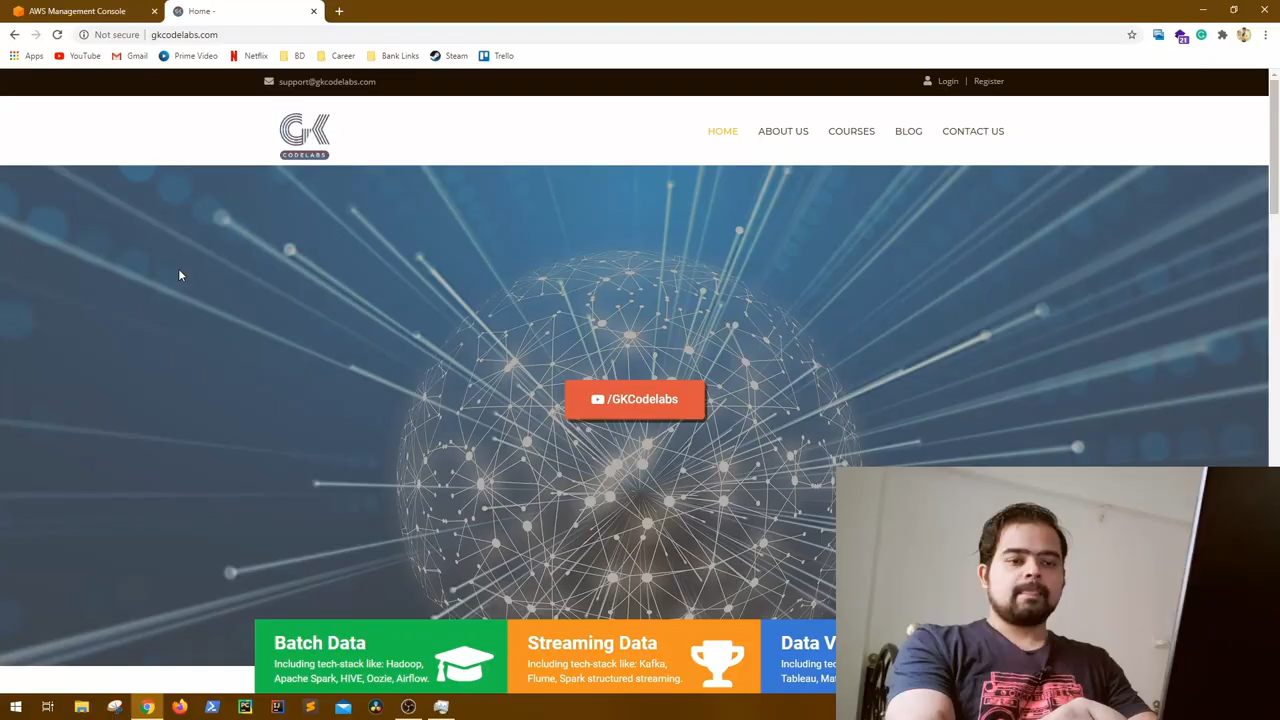 AWS Management Console
Home -
Not secure
gkcodelabs.com
Apps
YouTube
Gmail
Prime Video
Netflix
BD
Career
Bank Links
Steam
Trello
21
support@gkcodelabs.com
Login | Register
GK
CODELABS
HOME
ABOUT US
COURSES
BLOG
CONTACT US
/GKCodelabs
Batch Data
Including tech-stack like: Hadoop,
Apache Spark, HIVE, Oozie, Airflow.
Streaming Data
Including tech-stack like: Kafka,
Flume, Spark structured streaming.
Data V
Including
Tableau,